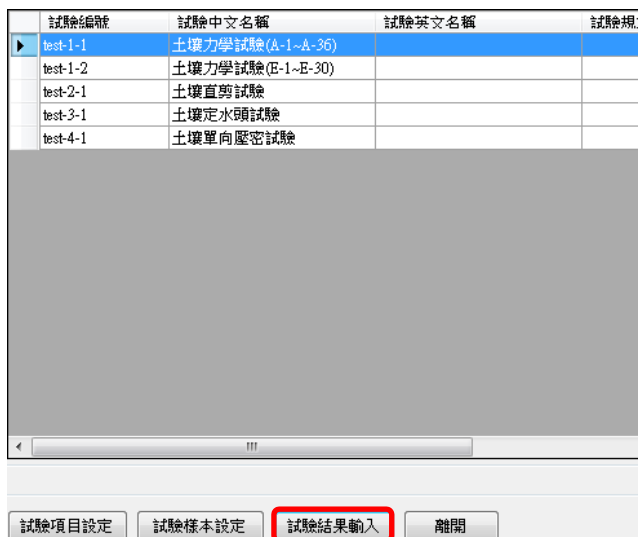 試驗編號 試驗中文名稱 試驗英文名稱 試驗規
test-1-1 土壤力學試驗(A-1~A-36)
test-1-2 土壤力學試驗(E-1~E-30)
test-2-1 土壤直剪試驗
test-3-1 土壤定水頭試驗
test-4-1 土壤單向壓密試驗
試驗項目設定 試驗樣本設定 試驗結果輸入 離開